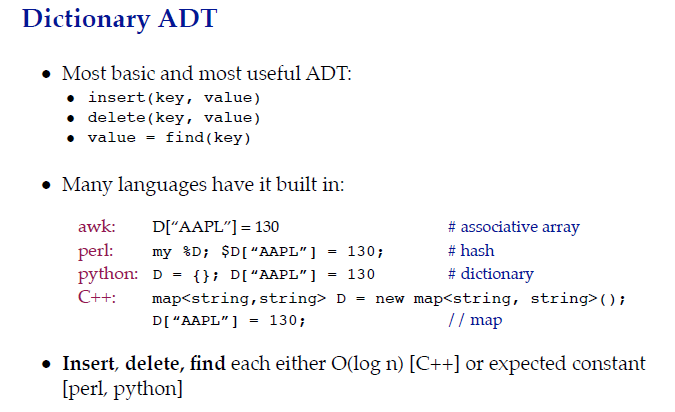 Dictionary ADT
• Most basic and most useful ADT:
• insert(key, value)
• delete(key, value)
• value = find(key)
• Many languages have it built in:
awk: D[“AAPL”] = 130 # associative array
perl: my %D; $D[“AAPL”] = 130; # hash
python: D = {}; D[“AAPL”] = 130 # dictionary
C++: map<string,string> D = new map<string, string>();
D[“AAPL”] = 130; // map
• Insert, delete, find each either O(log n) [C++] or expected constant
[perl, python]